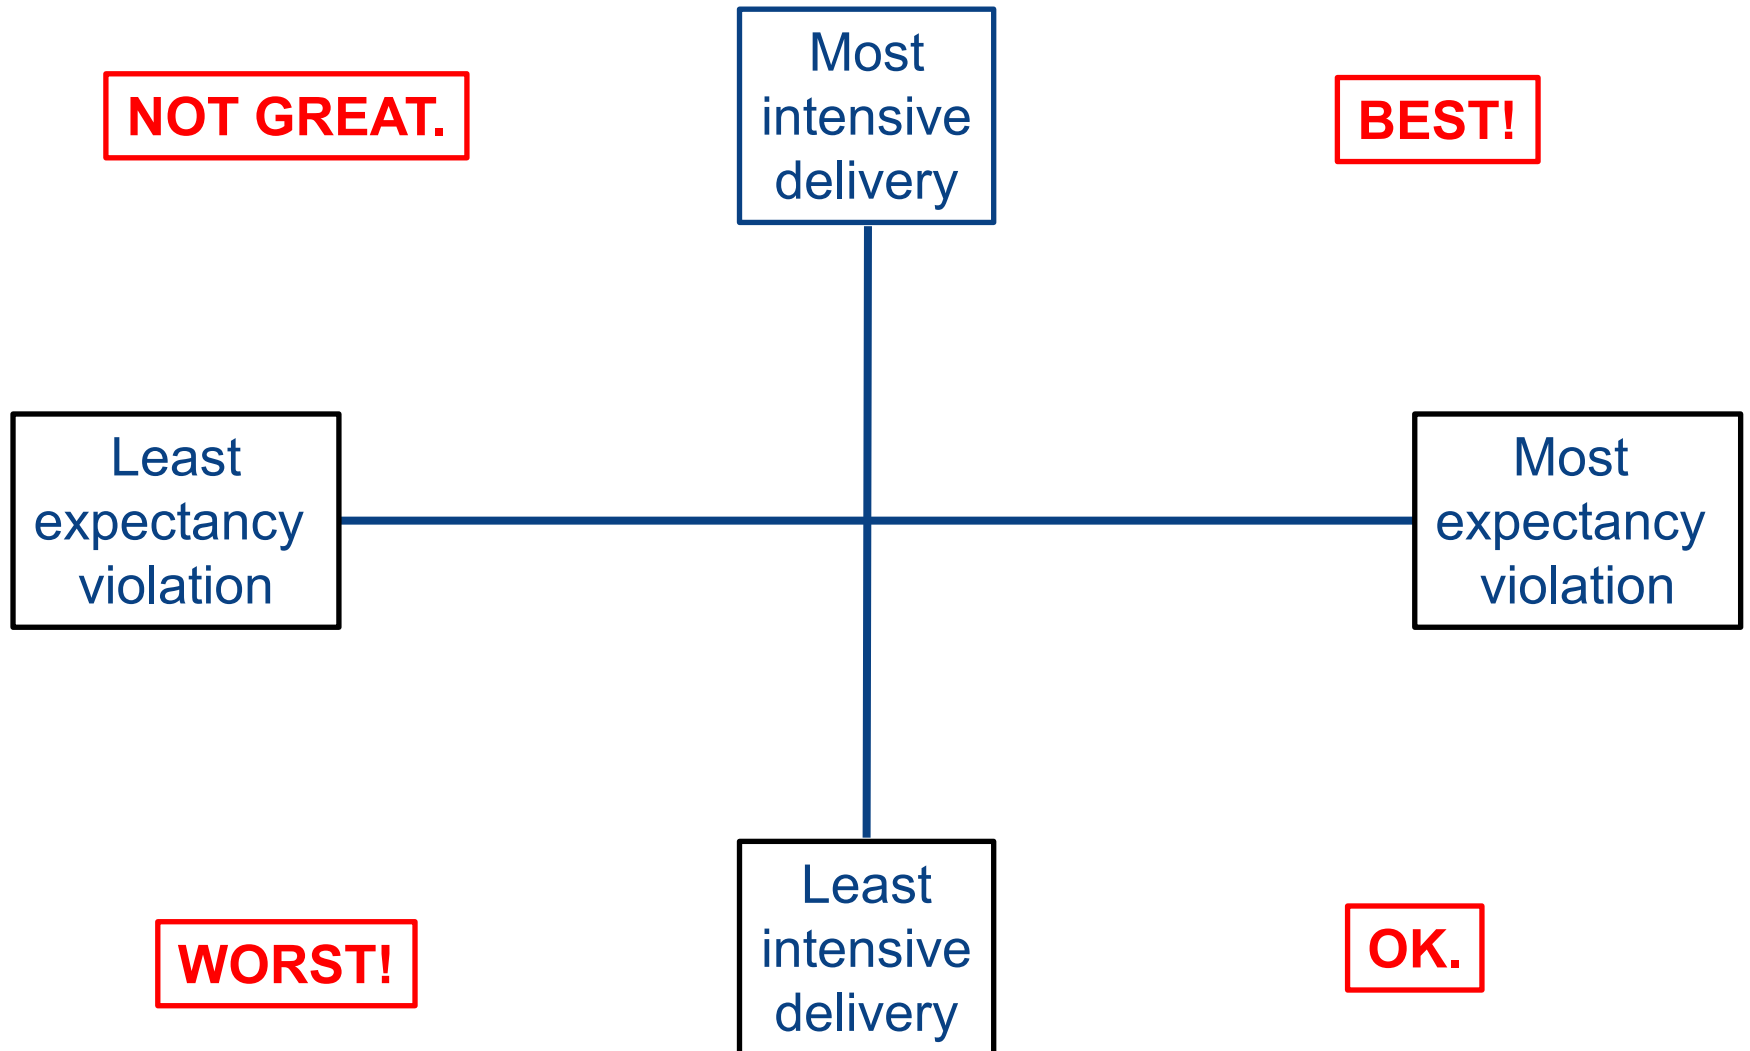 Most
intensive
delivery
NOT GREAT.
BEST!
Least
expectancy
violation
Most
expectancy
violation
Least
intensive
delivery
WORST!
OK.